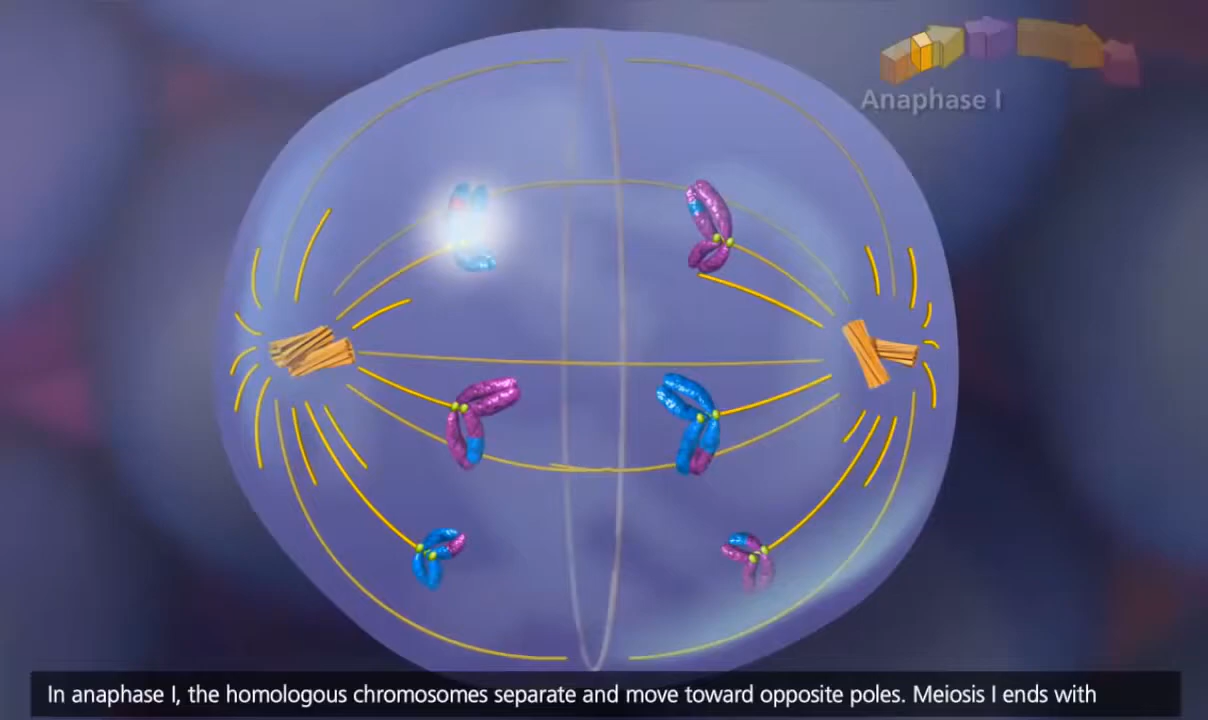 Anaphase I
In anaphase I, the homologous chromosomes separate and move toward opposite poles. Meiosis I ends with